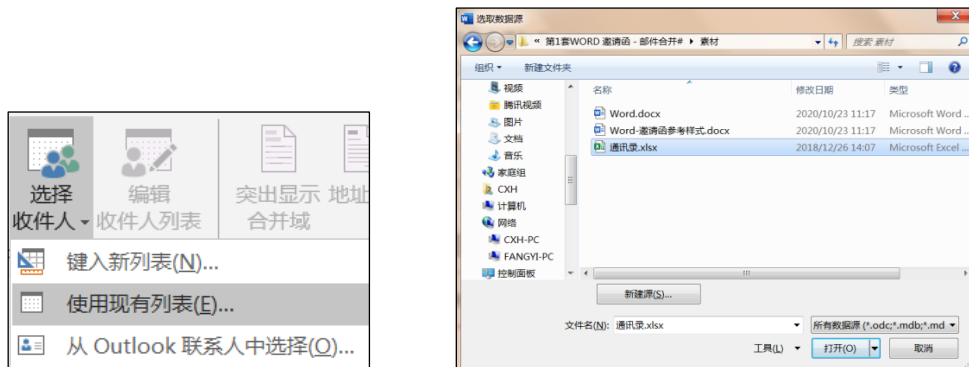 选择
收件人
编辑
收件人列表
突出显示
合并域
地址
键入新列表(N)...
使用现有列表(E)...
从 Outlook 联系人中选择(O)...
选取数据源
« 第1套WORD 邀请函 - 邮件合并# ▸ 素材
搜索 素材
组织
新建文件夹
名称 修改日期 类型
视频
腾讯视频
图片
文档
音乐
家庭组
CXH
计算机
网络
CXH-PC
FANGYI-PC
控制面板
Word.docx 2020/10/23 11:17 Microsoft Word ...
Word-邀请函参考样式.docx 2020/10/23 11:17 Microsoft Word ...
通讯录.xlsx 2018/12/26 14:07 Microsoft Excel ...
新建源(S)...
文件名(N): 通讯录.xlsx 所有数据源 (*.odc;*.mdb;*.md
工具(L) 打开(O) 取消